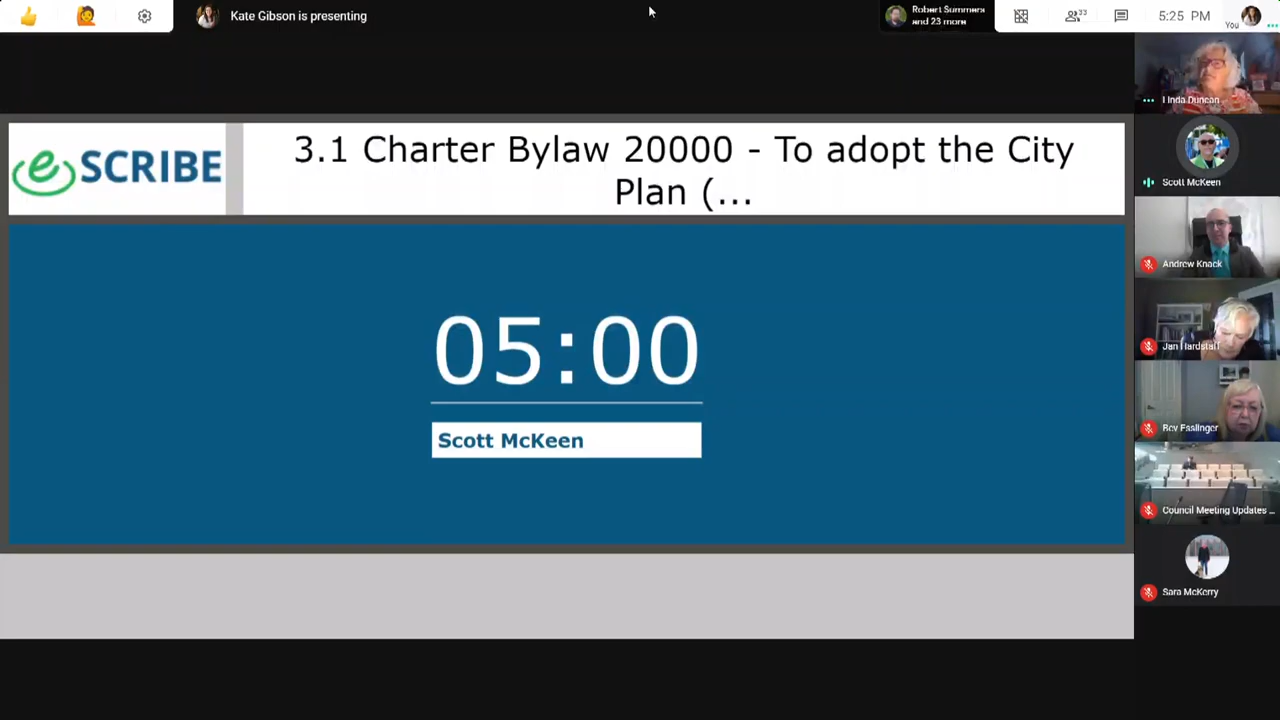 Kate Gibson is presenting
Robert Summers
and 23 more
33
5:25 PM
You
eSCRIBE
3.1 Charter Bylaw 20000 - To adopt the City
Plan (...
05:00
Scott McKeen
Linda Duncan
Scott McKeen
Andrew Knack
Jan Hardstaff
Bev Esslinger
Council Meeting Updates ...
Sara McKerry